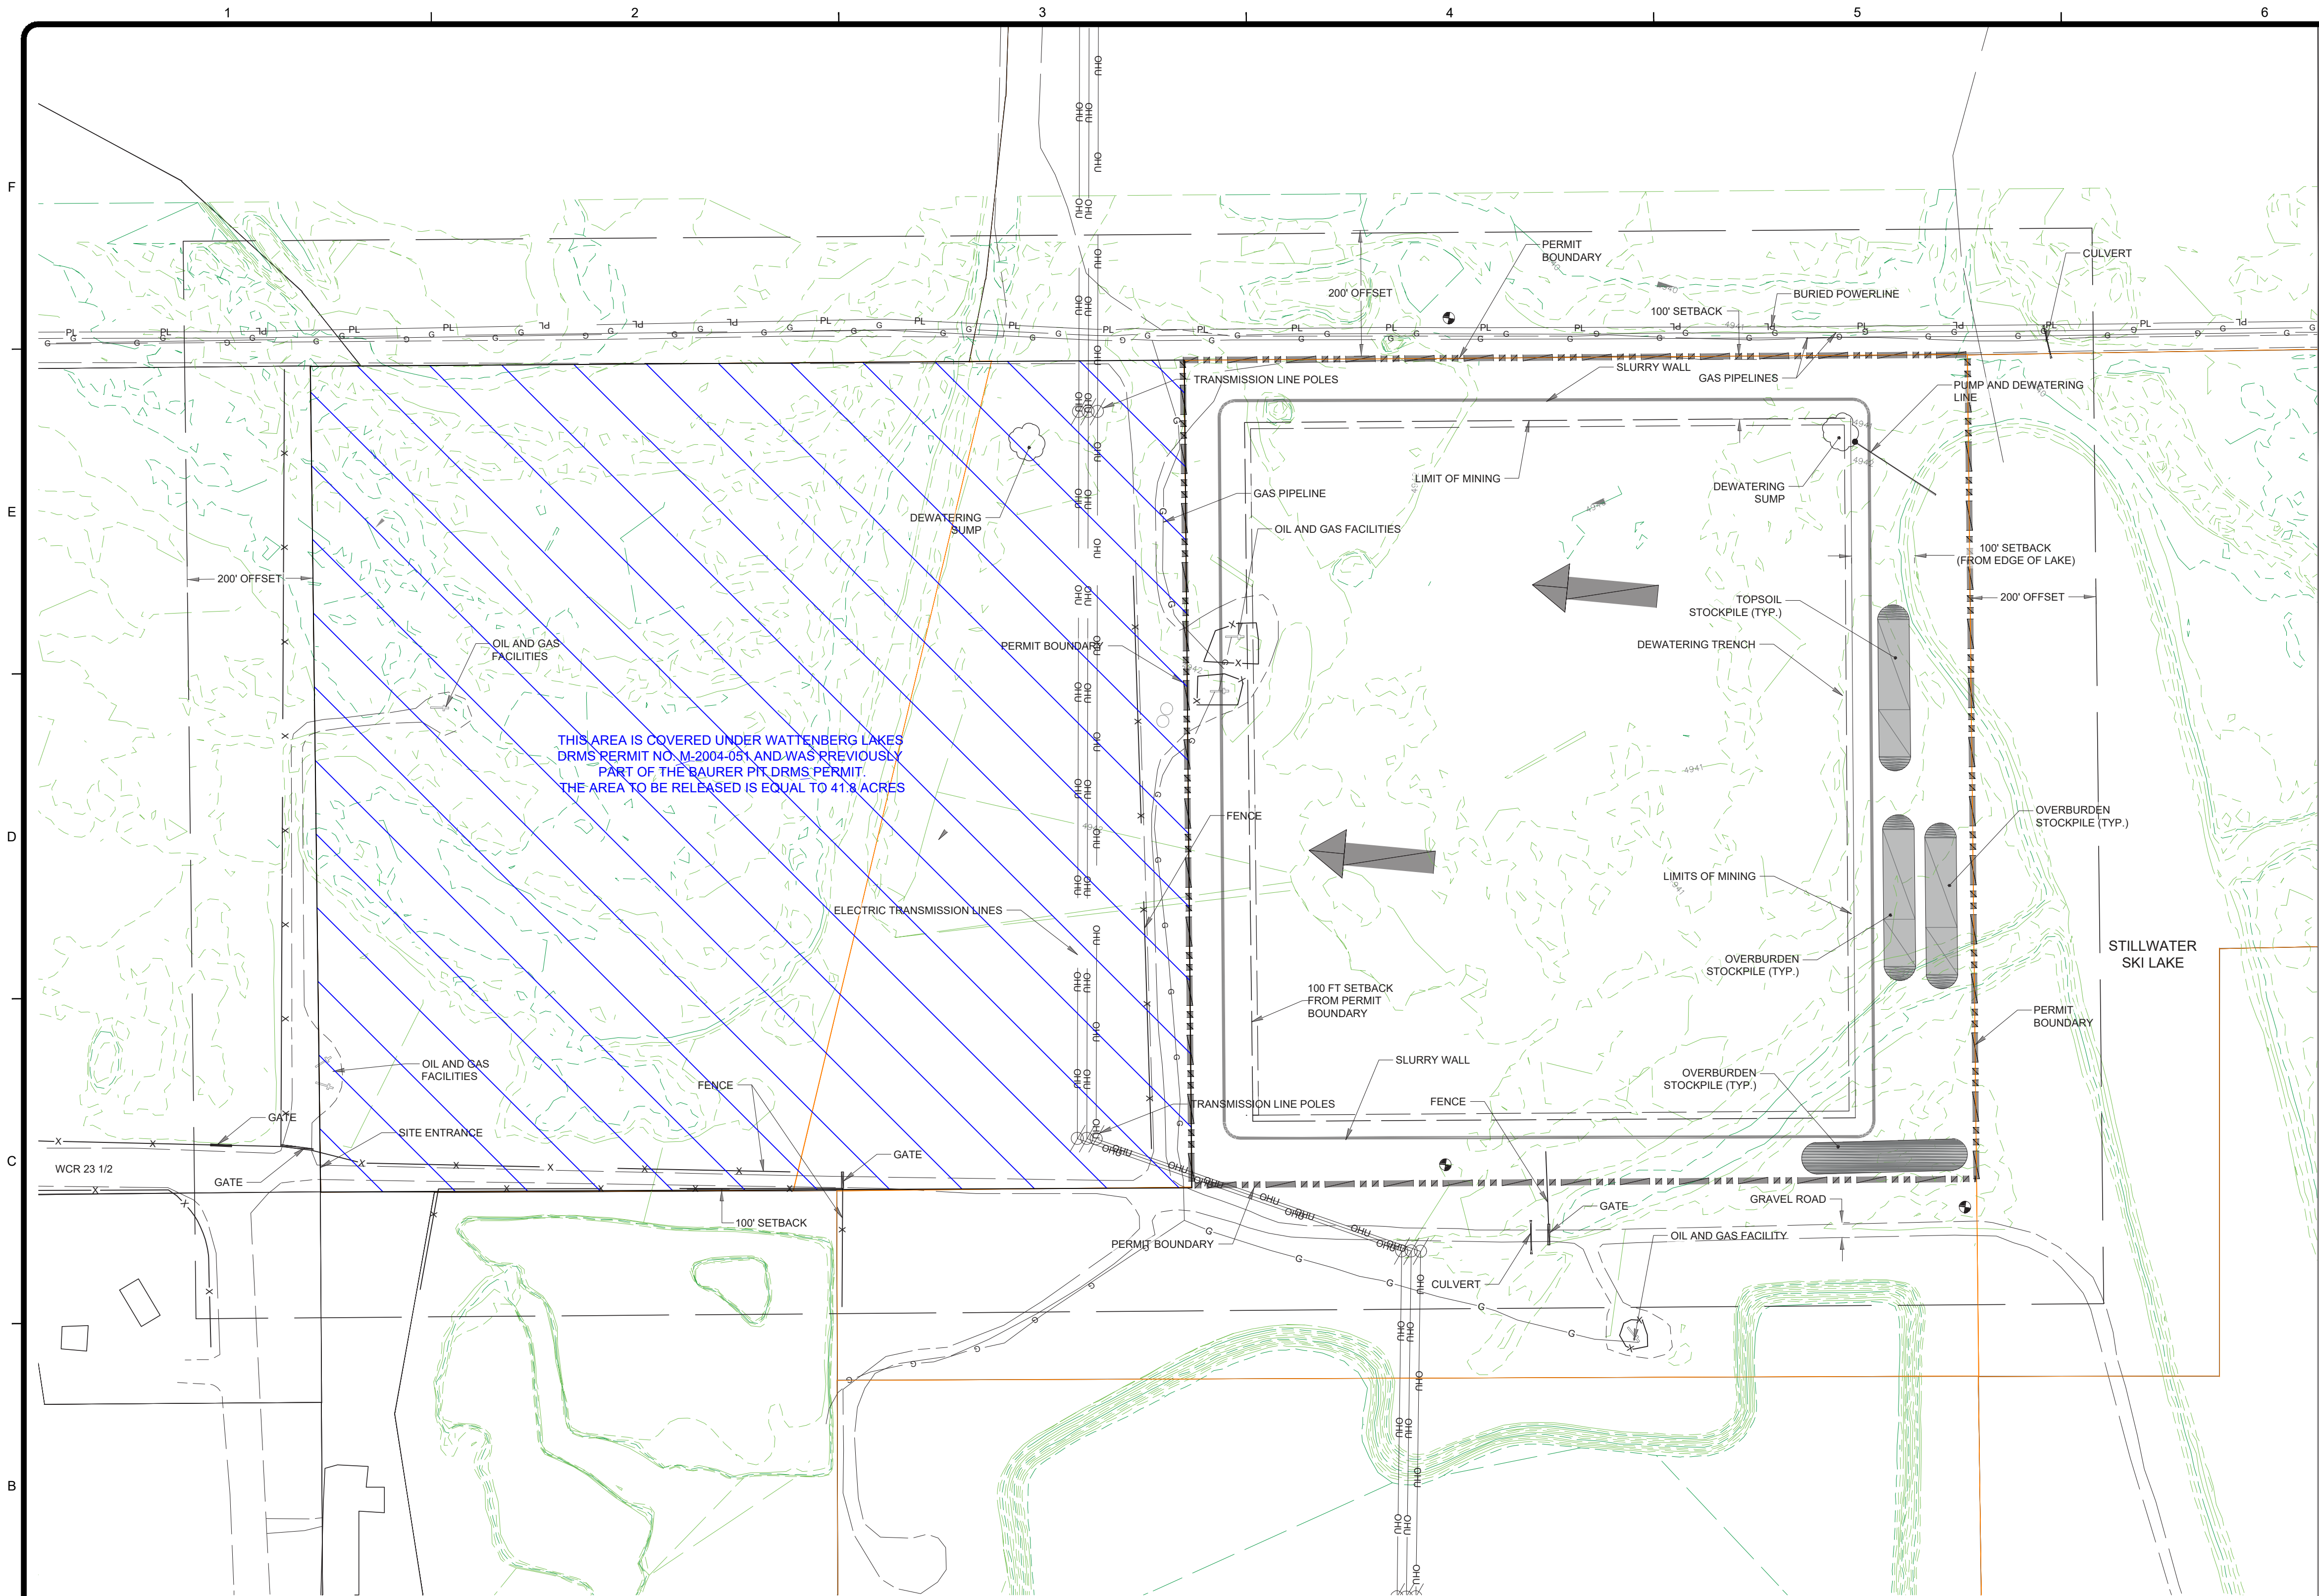 1
2
3
4
5
6
F
E
D
C
B
PERMIT
BOUNDARY
CULVERT
200' OFFSET
BURIED POWERLINE
100' SETBACK
SLURRY WALL
GAS PIPELINES
TRANSMISSION LINE POLES
PUMP AND DEWATERING
LINE
LIMIT OF MINING
DEWATERING
SUMP
GAS PIPELINE
DEWATERING
SUMP
OIL AND GAS FACILITIES
100' SETBACK
(FROM EDGE OF LAKE)
200' OFFSET
200' OFFSET
TOPSOIL
STOCKPILE (TYP.)
DEWATERING TRENCH
OIL AND GAS
FACILITIES
PERMIT BOUNDARY
THIS AREA IS COVERED UNDER WATTENBERG LAKES
DRMS PERMIT NO. M-2004-051 AND WAS PREVIOUSLY
PART OF THE BAURER PIT DRMS PERMIT.
THE AREA TO BE RELEASED IS EQUAL TO 41.8 ACRES
4941
OVERBURDEN
STOCKPILE (TYP.)
FENCE
LIMITS OF MINING
ELECTRIC TRANSMISSION LINES
STILLWATER
SKI LAKE
OVERBURDEN
STOCKPILE (TYP.)
100 FT SETBACK
FROM PERMIT
BOUNDARY
PERMIT
BOUNDARY
OIL AND GAS
FACILITIES
SLURRY WALL
FENCE
OVERBURDEN
STOCKPILE (TYP.)
TRANSMISSION LINE POLES
FENCE
GATE
SITE ENTRANCE
GATE
WCR 23 1/2
GATE
100' SETBACK
GRAVEL ROAD
GATE
PERMIT BOUNDARY
OIL AND GAS FACILITY
CULVERT
PL
G
OHU
X